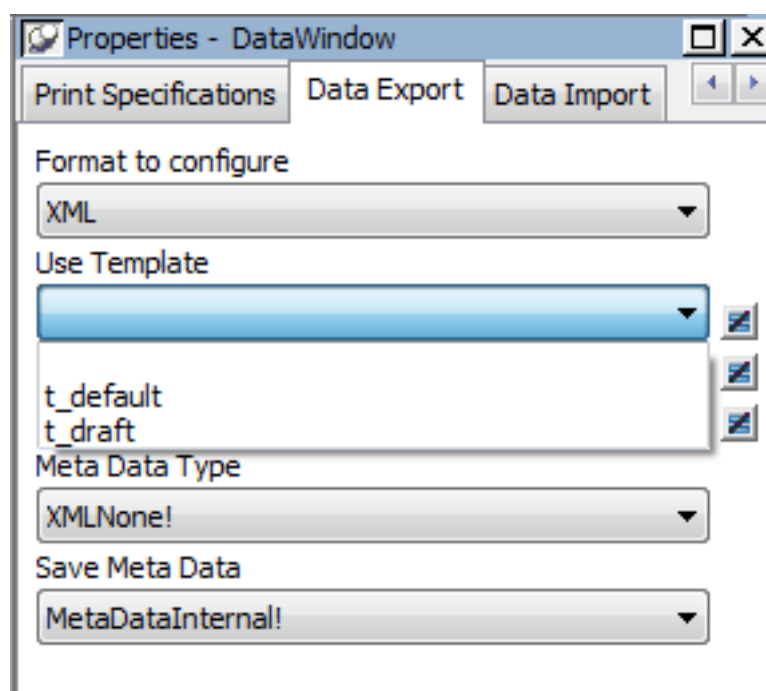 Properties - DataWindow
Print Specifications Data Export Data Import
Format to configure
XML
Use Template
t_default
t_draft
Meta Data Type
XMLNone!
Save Meta Data
MetaDataInternal!